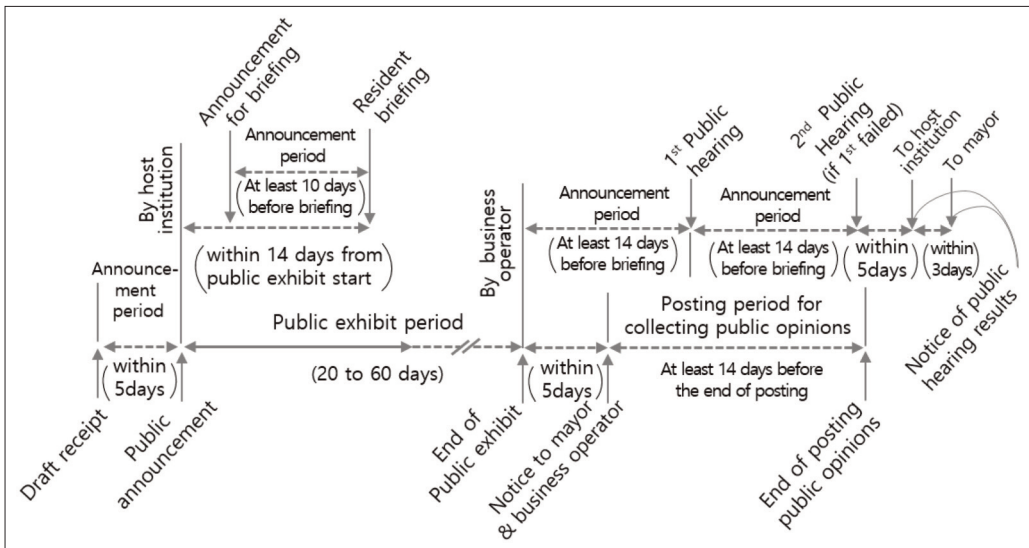 Announcement
for briefing
Resident
briefing
Announcement
period
(At least 10 days
before briefing)
By host
institution
(within 14 days from
public exhibit start)
Announce-
ment
period
(within
5days)
Draft receipt
Public
announcement
Public exhibit period
(20 to 60 days)
By business
operator
1st Public
hearing
Announcement
period
(At least 14 days
before briefing)
2nd Public
Hearing
(if 1st failed)
Announcement
period
(At least 14 days
before briefing)
To host
institution
To mayor
(within
5days)
(within
3days)
Notice of public
hearing results
End of
Public exhibit
(within
5days)
Notice to mayor
& business operator
Posting period for
collecting public opinions
At least 14 days before
the end of posting
End of posting
public opinions